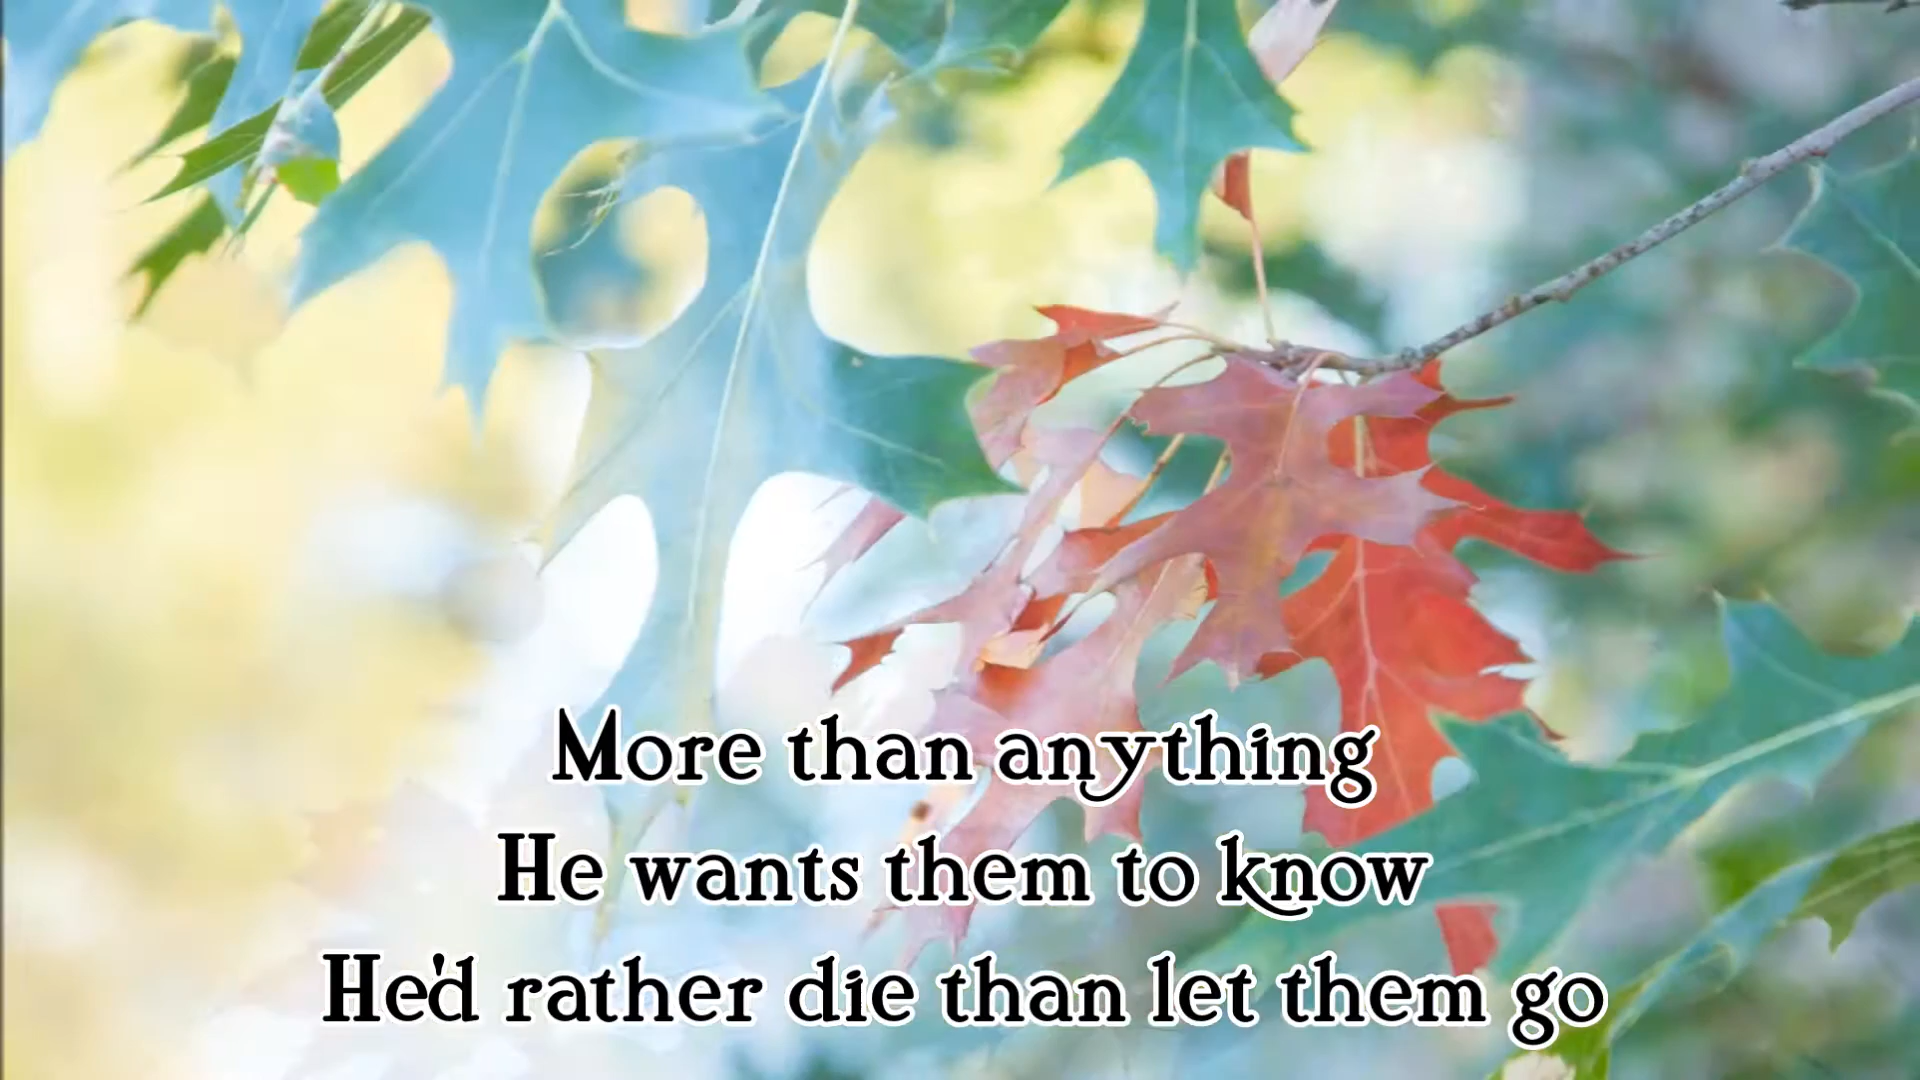 More than anything
He wants them to know
He'd rather die than let them go